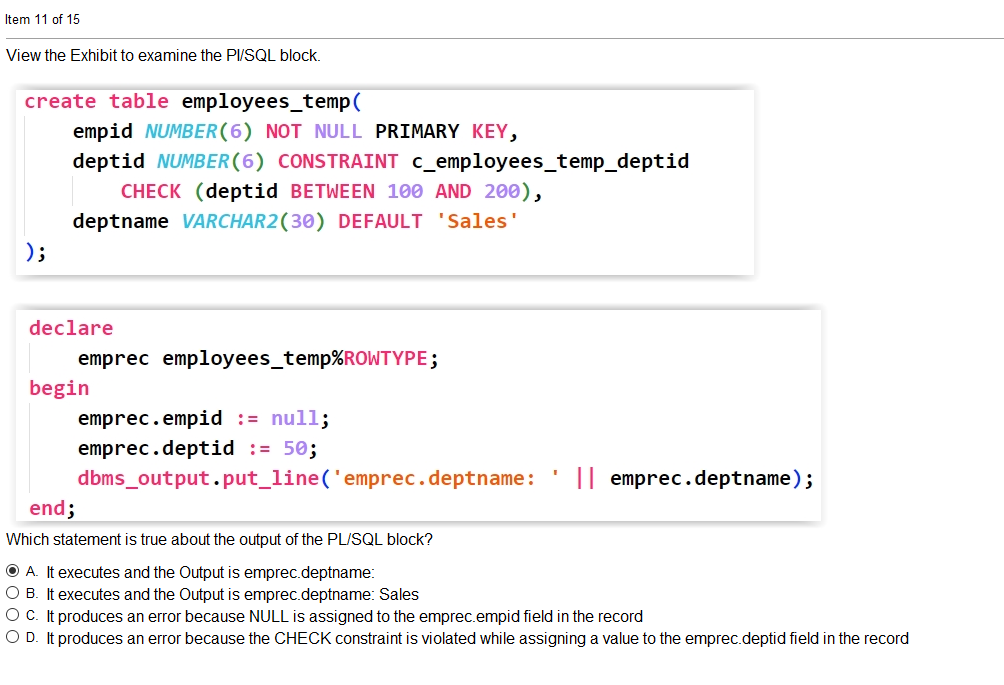 Item 11 of 15
View the Exhibit to examine the Pl/SQL block.
create table employees_temp(
empid NUMBER(6) NOT NULL PRIMARY KEY,
deptid NUMBER(6) CONSTRAINT c_employees_temp_deptid
CHECK (deptid BETWEEN 100 AND 200),
deptname VARCHAR2(30) DEFAULT 'Sales'
);
declare
emprec employees_temp%ROWTYPE;
begin
emprec.empid := null;
emprec.deptid := 50;
dbms_output.put_line('emprec.deptname: ' || emprec.deptname);
end;
Which statement is true about the output of the PL/SQL block?
A. It executes and the Output is emprec.deptname:
B. It executes and the Output is emprec.deptname: Sales
C. It produces an error because NULL is assigned to the emprec.empid field in the record
D. It produces an error because the CHECK constraint is violated while assigning a value to the emprec.deptid field in the record